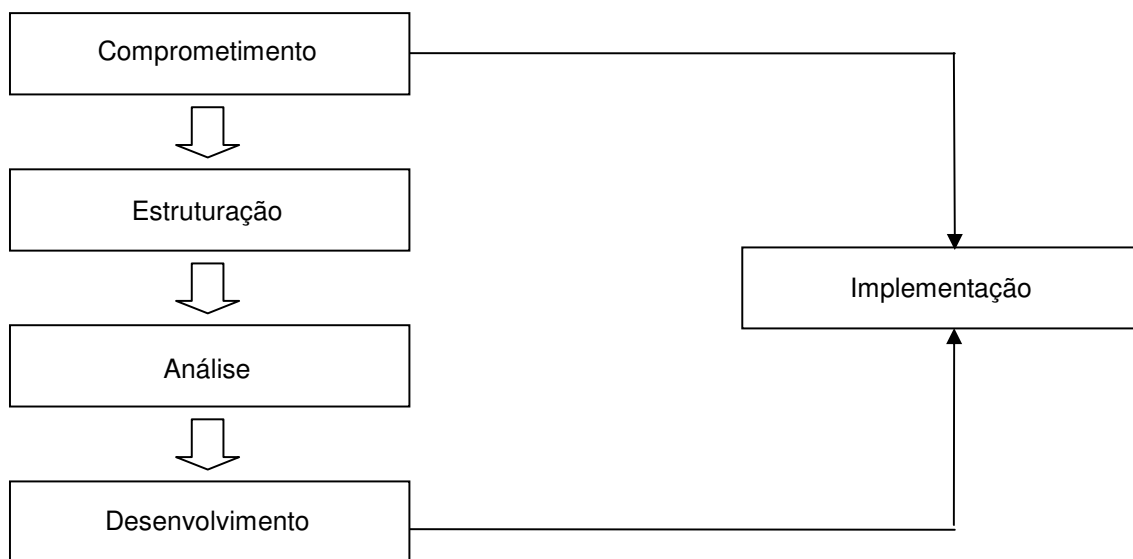 Comprometimento
Estruturação
Implementação
Análise
Desenvolvimento